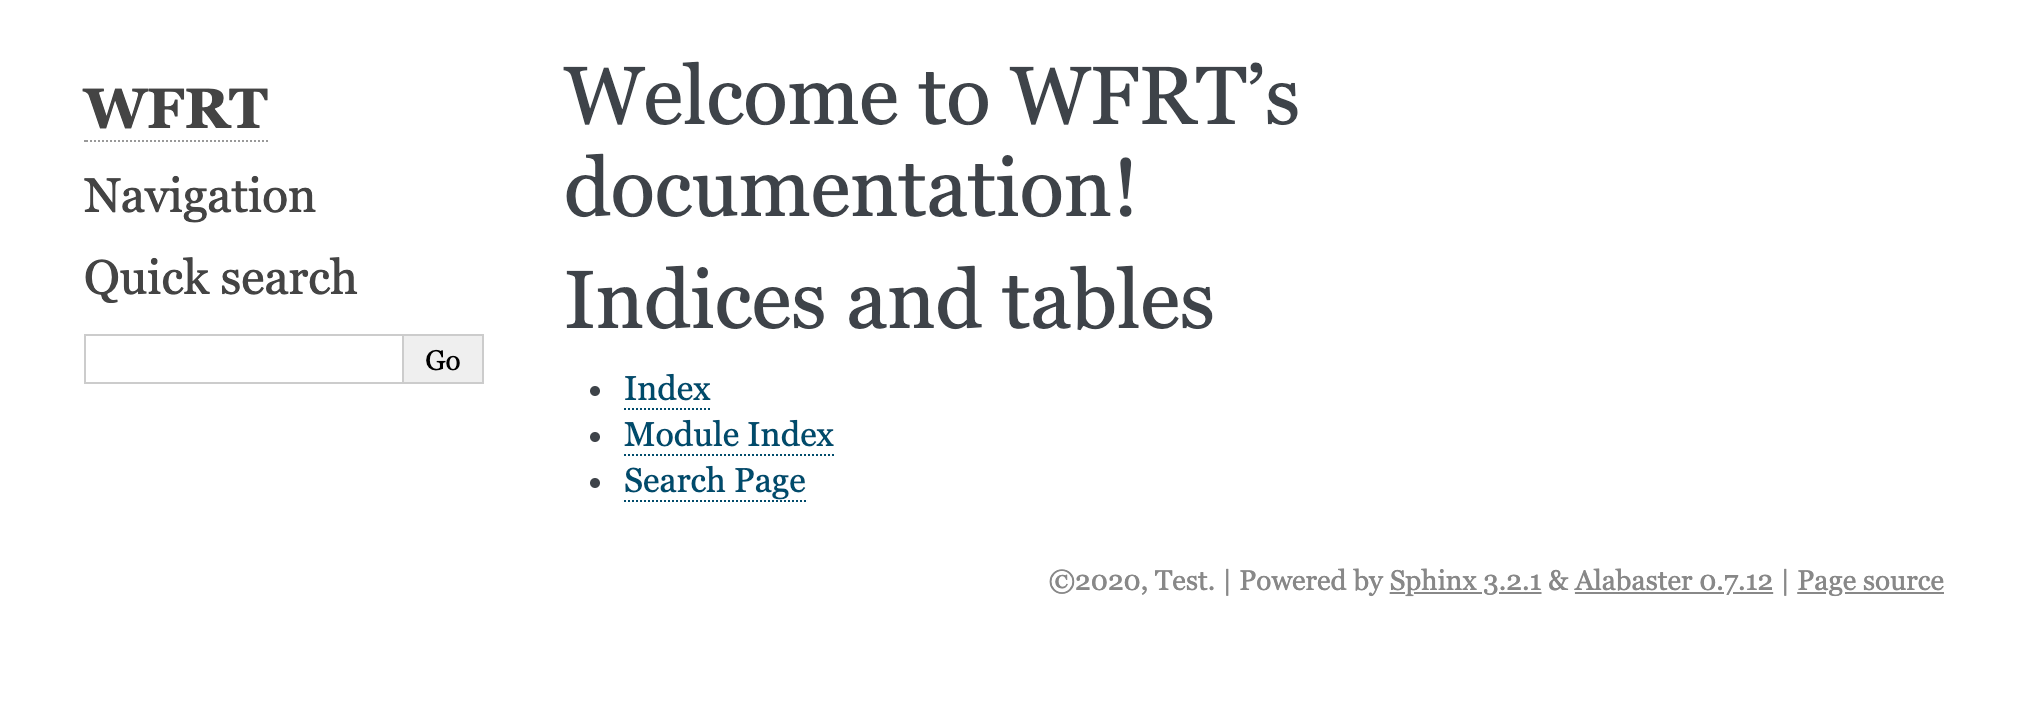 WFRT
Navigation
Quick search
Go
Welcome to WFRT’s
documentation!
Indices and tables
• Index
• Module Index
• Search Page
©2020, Test. | Powered by Sphinx 3.2.1 & Alabaster 0.7.12 | Page source